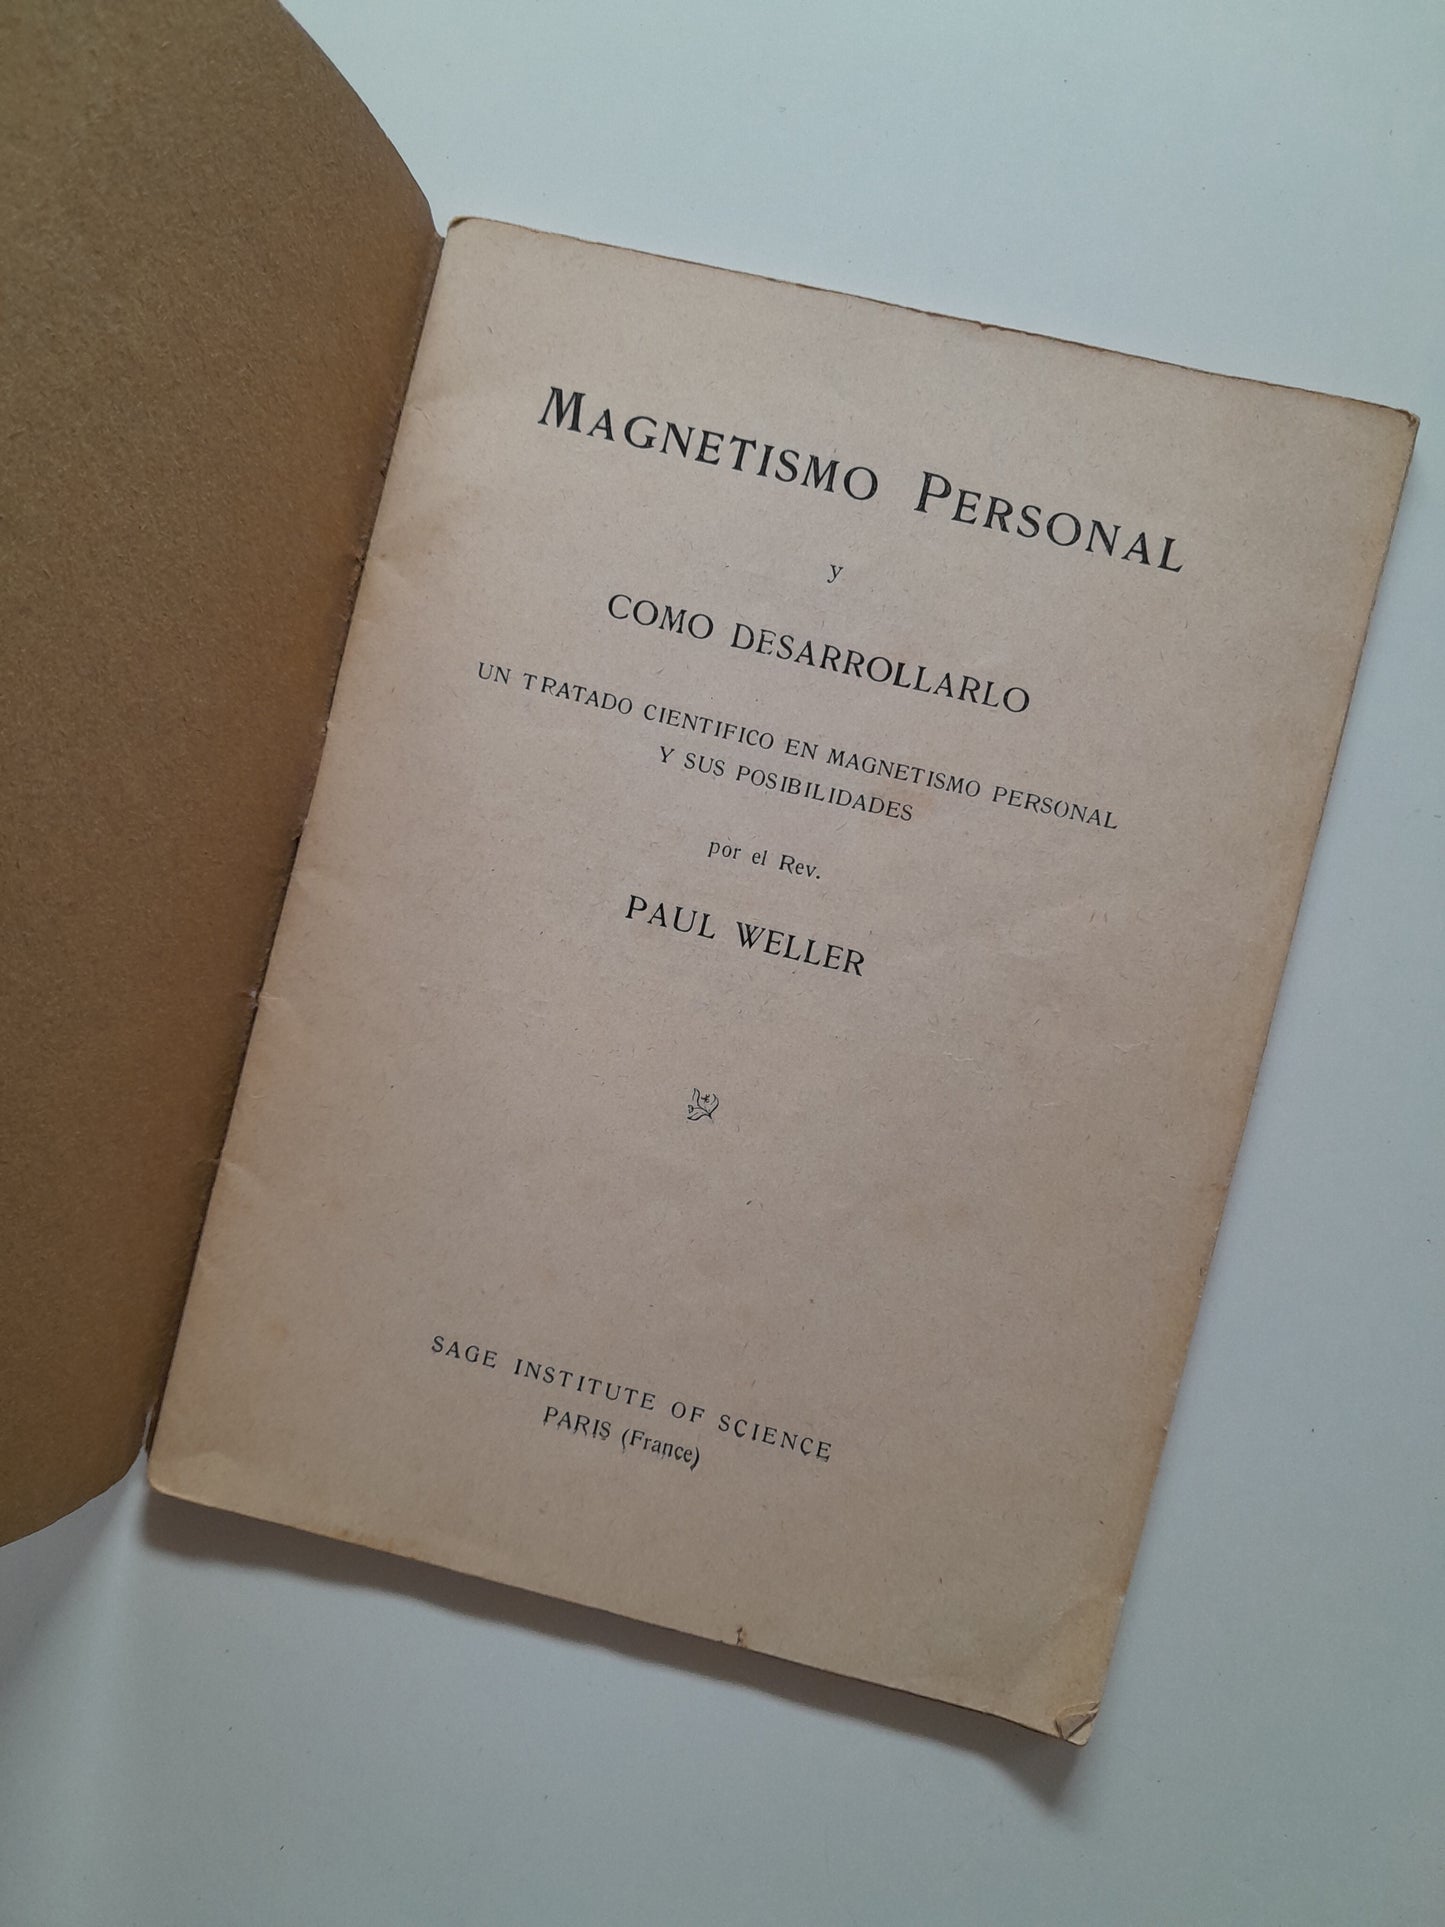 MAGNETISMO PERSONAL
y
COMO DESARROLLARLO
UN TRATADO CIENTIFICO EN MAGNETISMO PERSONAL
Y SUS POSIBILIDADES
por el Rev.
PAUL WELLER
SAGE INSTITUTE OF SCIENCE
PARIS (France)